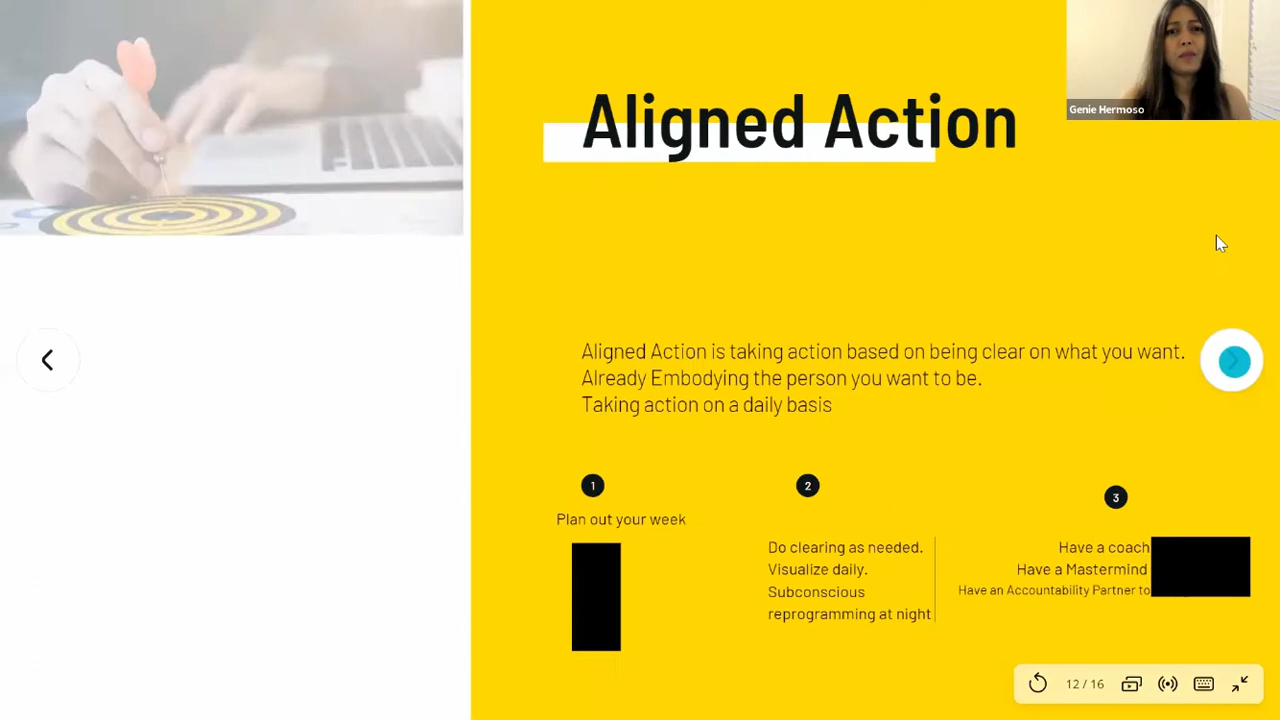 Aligned Action
Genie Hermoso
Aligned Action is taking action based on being clear on what you want.
Already Embodying the person you want to be.
Taking action on a daily basis
1
Plan out your week
2
Do clearing as needed.
Visualize daily.
Subconscious
reprogramming at night
3
Have a coach
Have a Mastermind
Have an Accountability Partner to
12 / 16